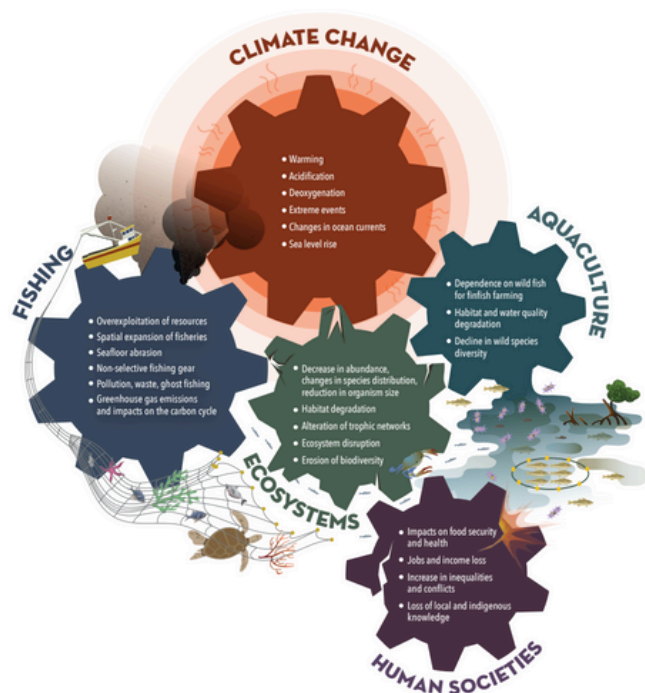 CLIMATE CHANGE
• Warming
• Acidification
• Deoxygenation
• Extreme events
• Changes in ocean currents
• Sea level rise
FISHING
• Overexploitation of resources
• Spatial expansion of fisheries
• Seafloor abrasion
• Non-selective fishing gear
• Pollution, waste, ghost fishing
• Greenhouse gas emissions
and impacts on the carbon cycle
AQUACULTURE
• Dependence on wild fish
for finfish farming
• Habitat and water quality
degradation
• Decline in wild species
diversity
ECOSYSTEMS
• Decrease in abundance,
changes in species distribution,
reduction in organism size
• Habitat degradation
• Alteration of trophic networks
• Ecosystem disruption
• Erosion of biodiversity
HUMAN SOCIETIES
• Impacts on food security
and health
• Jobs and income loss
• Increase in inequalities
and conflicts
• Loss of local and indigenous
knowledge